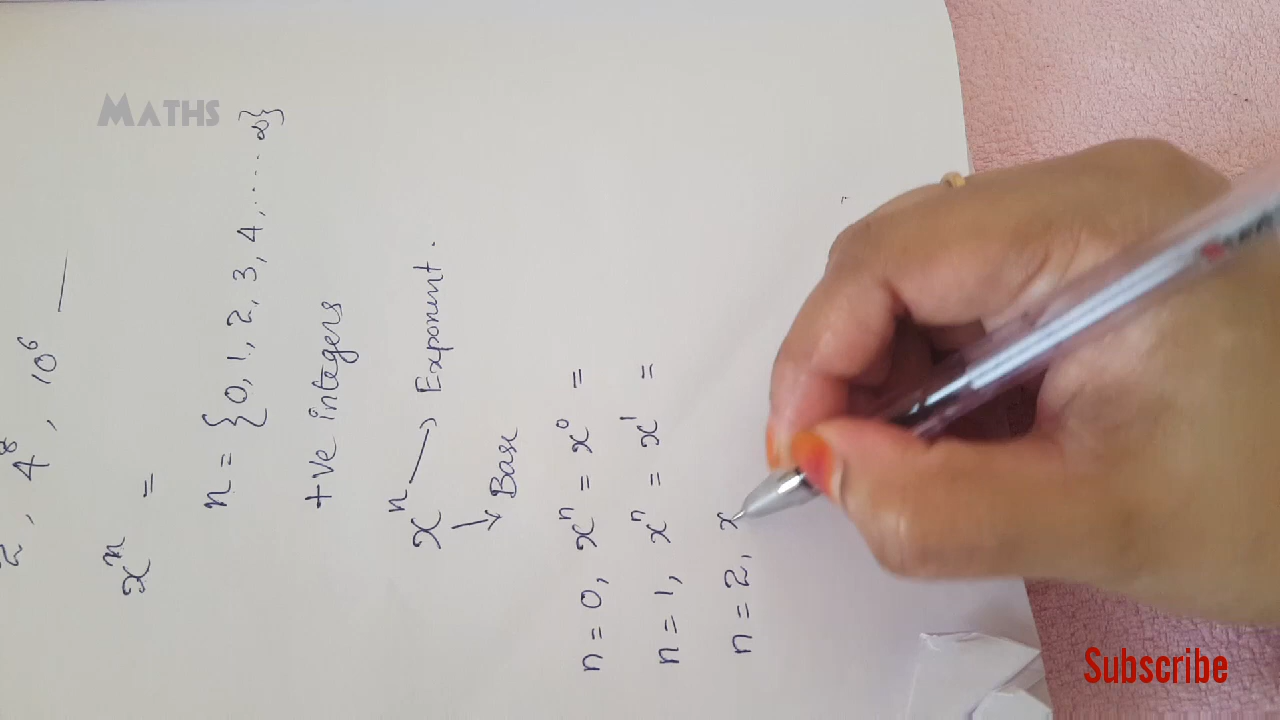 2 , 4⁸ , 10⁶ —
xⁿ =
n = {0, 1, 2, 3, 4, ..... ∞}
+ve integers
xⁿ → Exponent.
↓ Base
n = 0, xⁿ = x⁰ =
n = 1, xⁿ = x¹ =
n = 2, x
MATHS
Subscribe